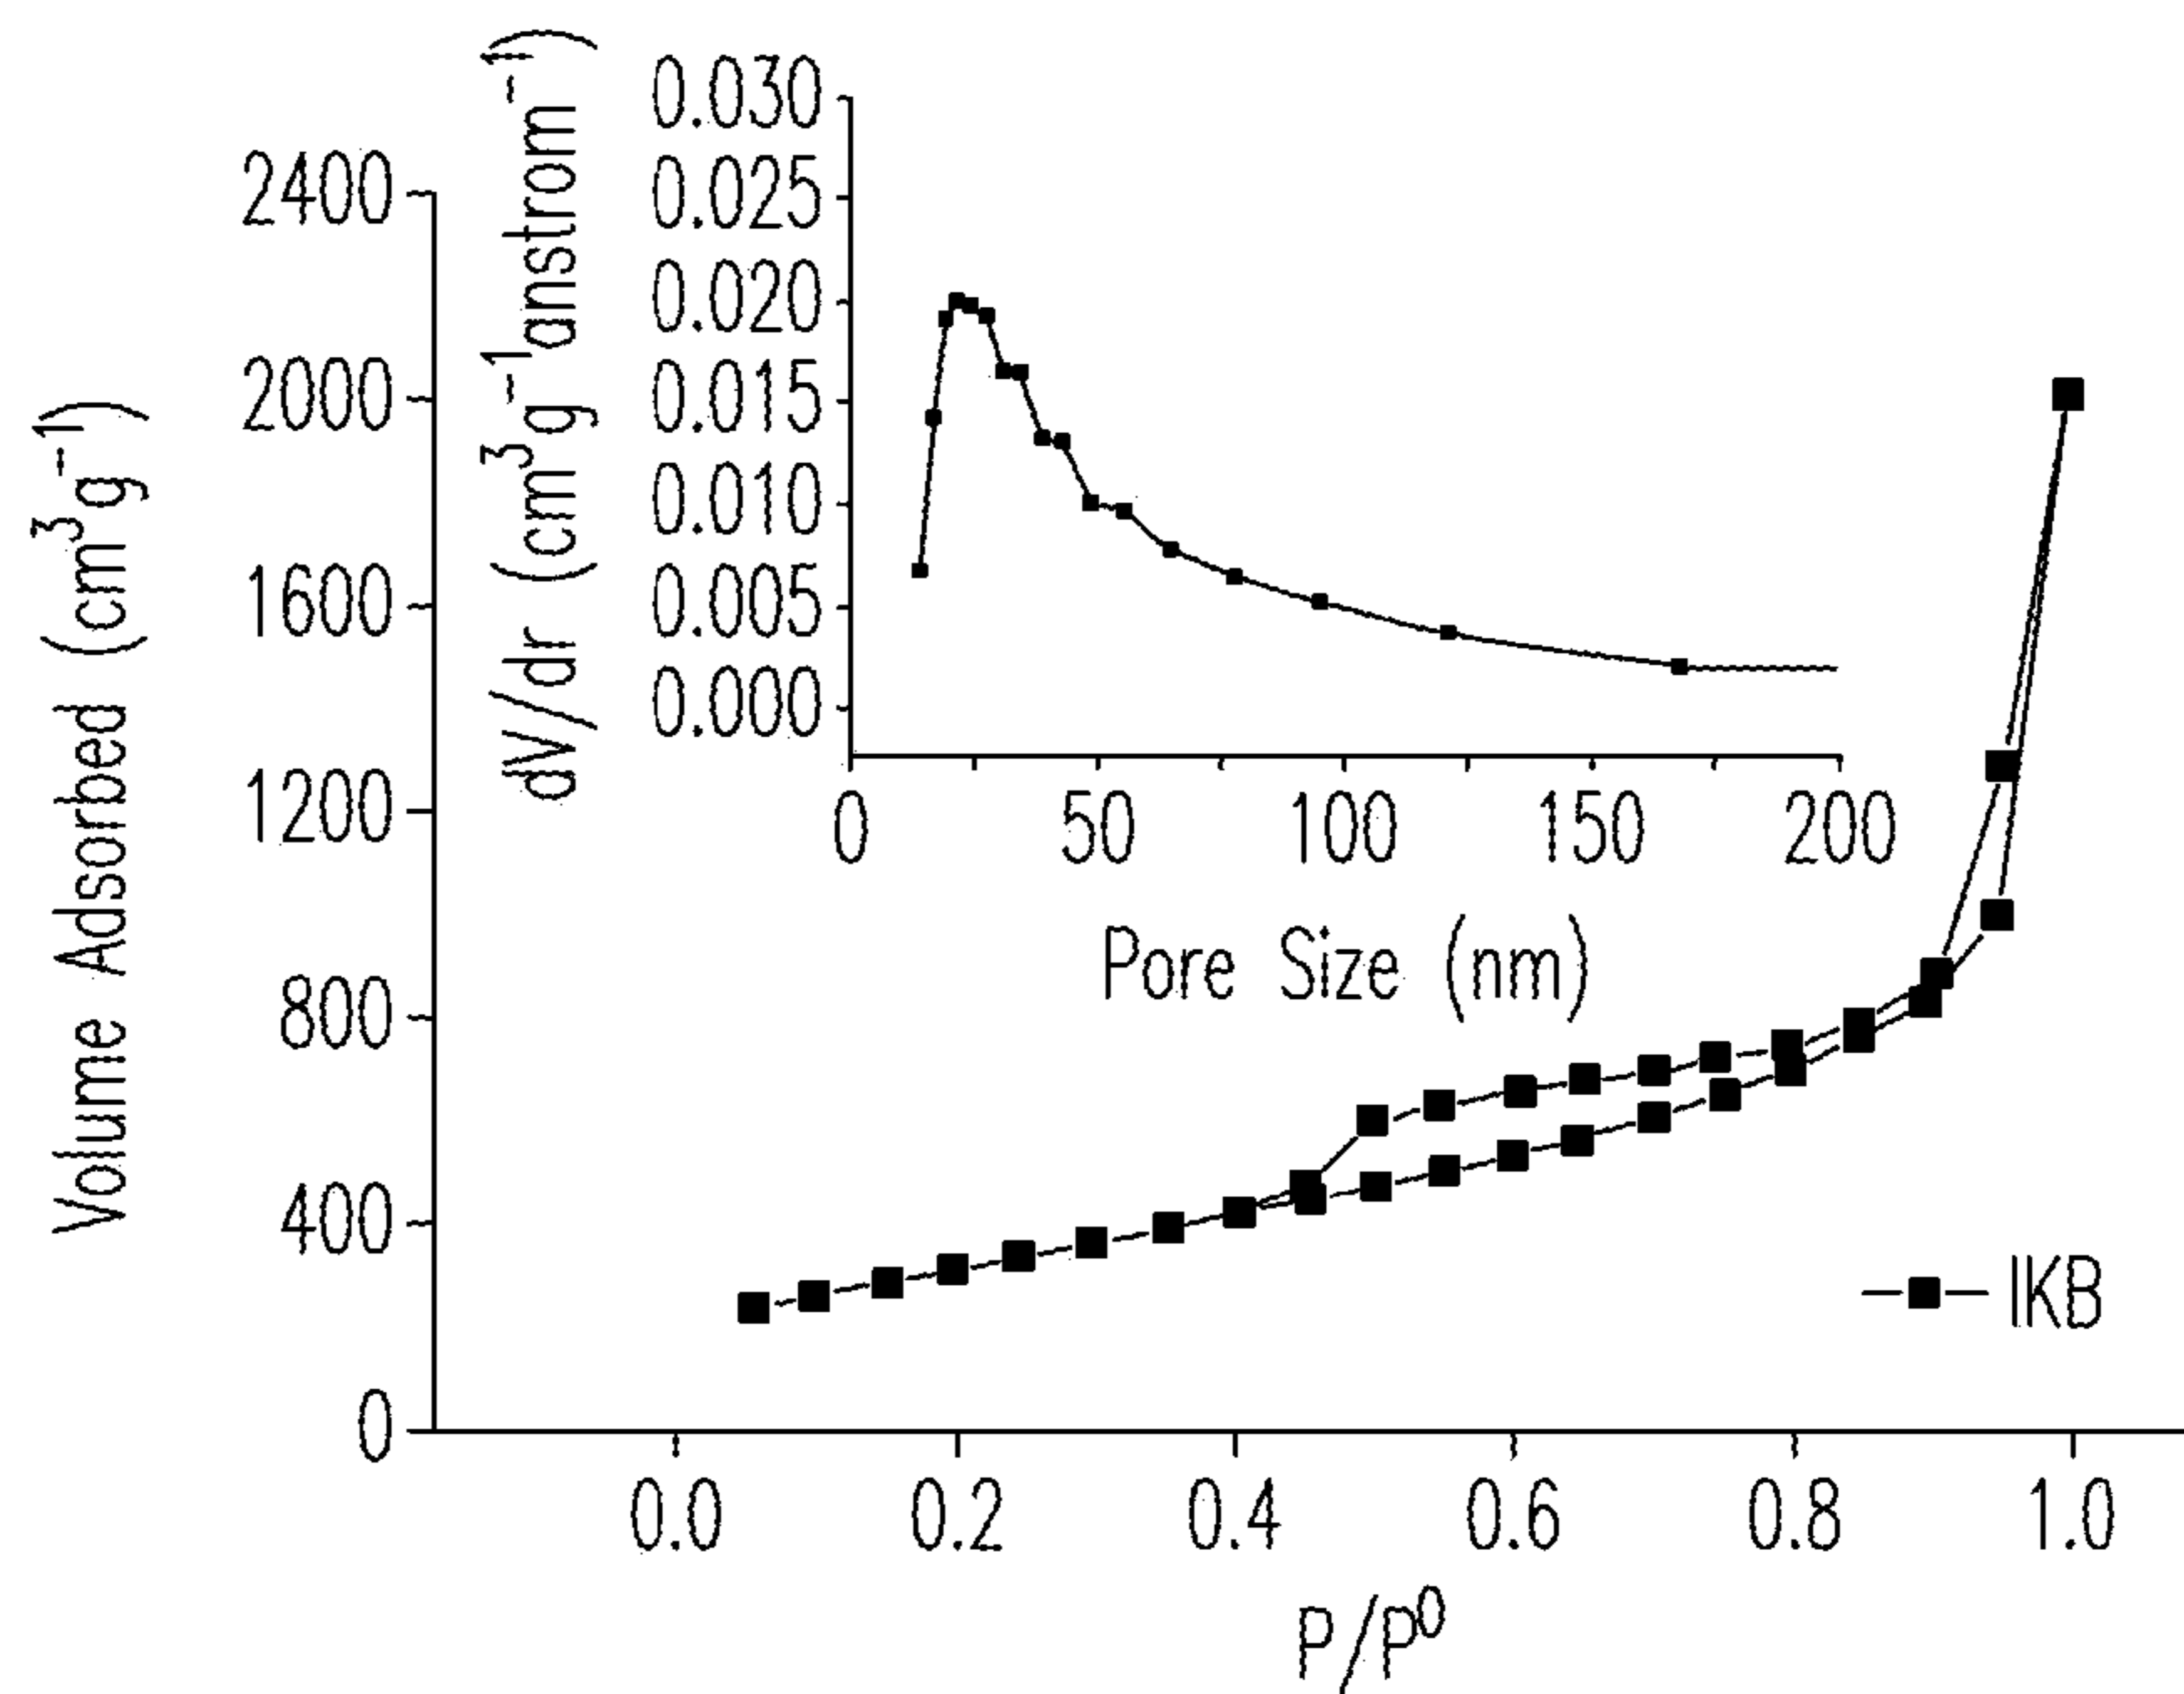 Volume Adsorbed (cm³g⁻¹)
2400
2000
1600
1200
800
400
0
dV/dr (cm³g⁻¹anstrom⁻¹)
0.030
0.025
0.020
0.015
0.010
0.005
0.000
0 50 100 150 200
Pore Size (nm)
IKB
0.0 0.2 0.4 0.6 0.8 1.0
P/P⁰